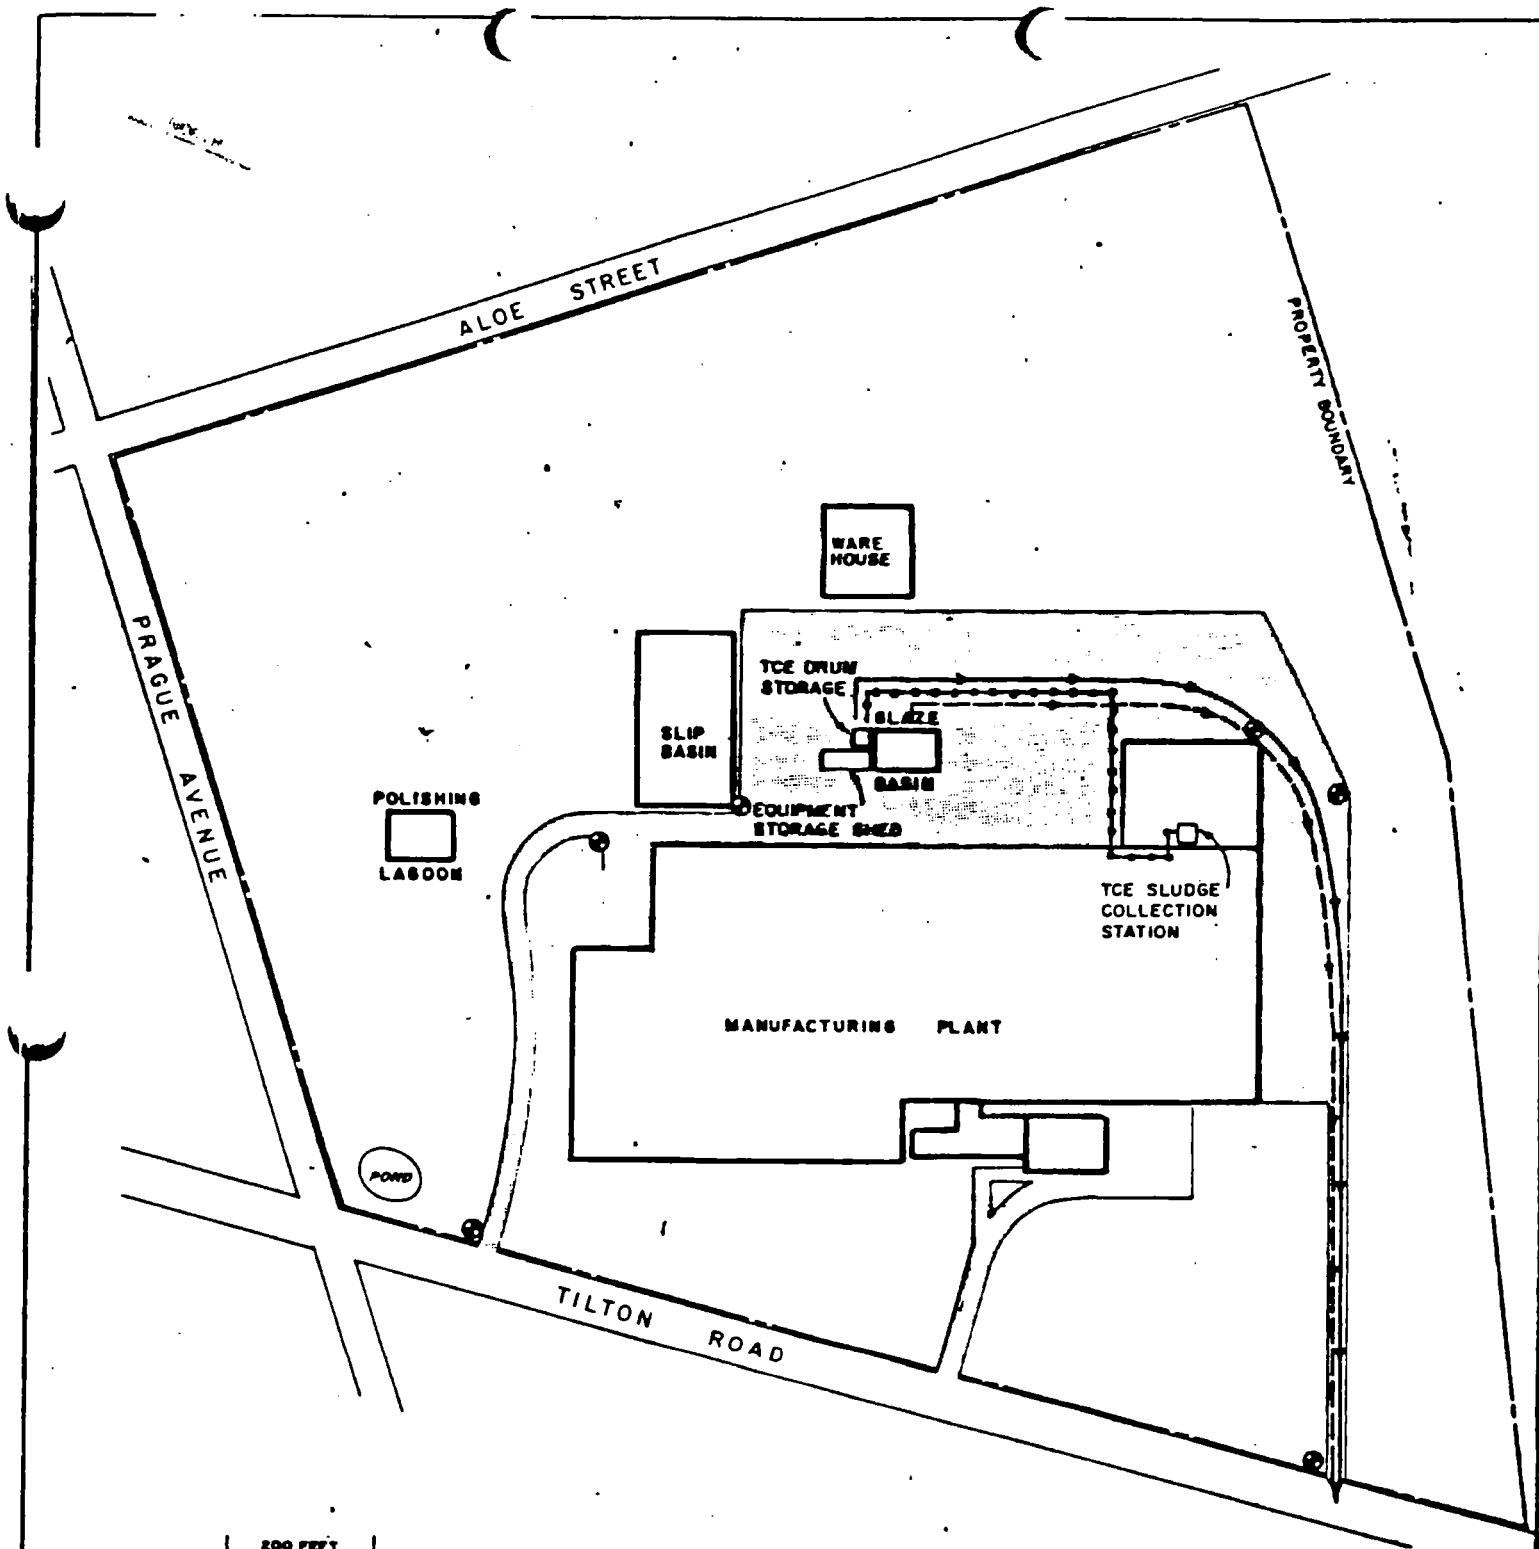 ALOE STREET
PROPERTY BOUNDARY
WARE
HOUSE
PRAGUE AVENUE
TCE DRUM
STORAGE
GLAZE
BASIN
SLIP
BASIN
EQUIPMENT
STORAGE SHED
POLISHING
LAGOON
TCE SLUDGE
COLLECTION
STATION
MANUFACTURING PLANT
POND
TILTON ROAD
200 FEET